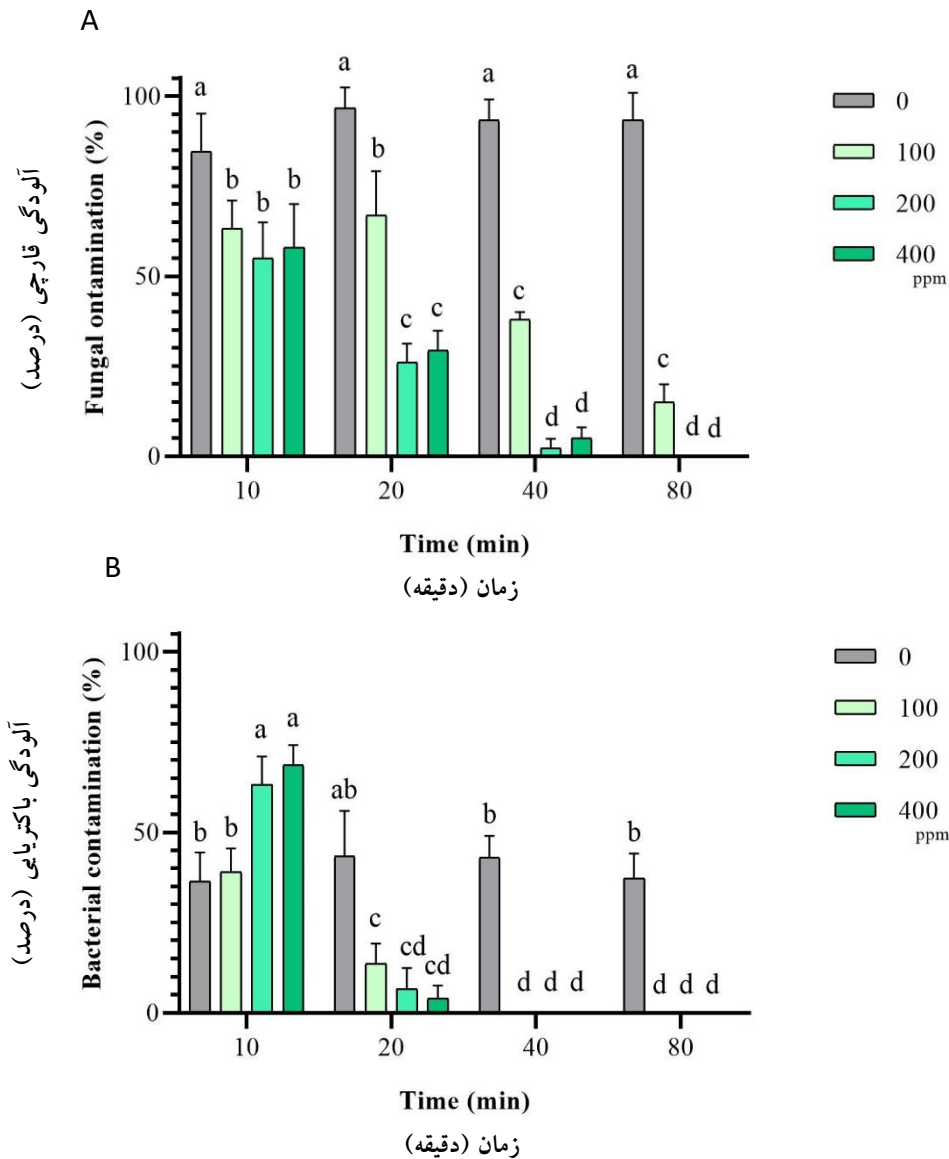 A
a
a
a
a
100
b
b
b
b
b
c
c
c
c
d
d
d
d
50
0
10
20
40
80
Fungal ontamination (%)
آلودگی قارچی (درصد)
Time (min)
زمان (دقیقه)
0
100
200
400
ppm
B
100
a
a
ab
b
b
b
b
c
cd
cd
d
d
d
d
d
d
50
0
10
20
40
80
Bacterial contamination (%)
آلودگی باکتریایی (درصد)
Time (min)
زمان (دقیقه)
0
100
200
400
ppm